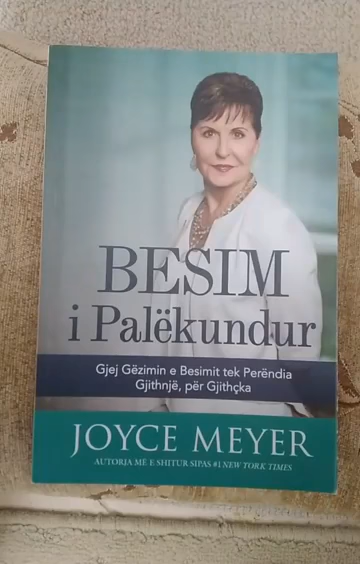 BESIM
i Palëkundur
Gjej Gëzimin e Besimit tek Perëndia
Gjithnjë, për Gjithçka
JOYCE MEYER
AUTORJA MË E SHITUR SIPAS #1 NEW YORK TIMES